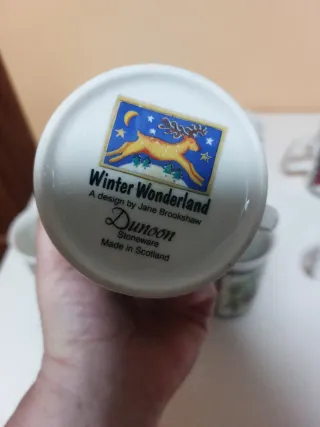 Winter Wonderland
A design by Jane Brookshaw
Dunoon
Stoneware
Made in Scotland